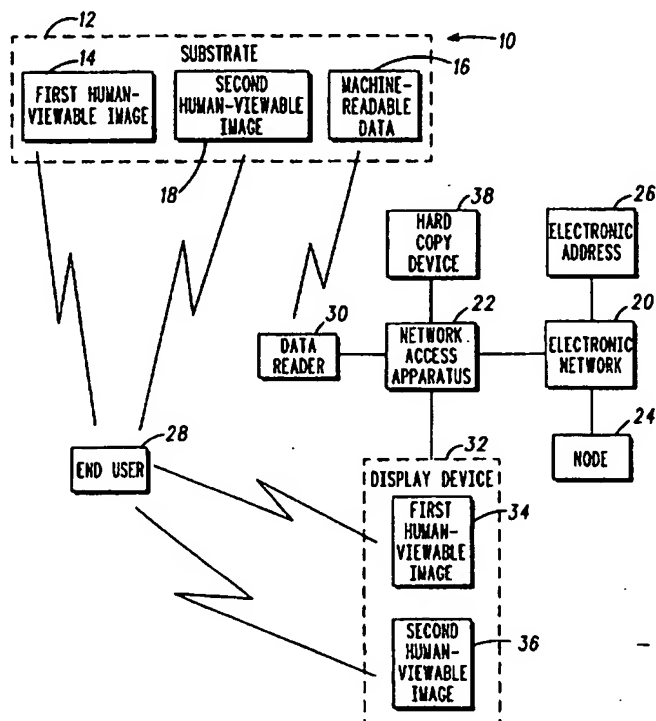 12
10
SUBSTRATE
14
16
FIRST HUMAN-
VIEWABLE IMAGE
SECOND
HUMAN-VIEWABLE
IMAGE
MACHINE-
READABLE
DATA
18
38
HARD
COPY
DEVICE
26
ELECTRONIC
ADDRESS
30
DATA
READER
22
NETWORK
ACCESS
APPARATUS
20
ELECTRONIC
NETWORK
24
NODE
28
END USER
32
DISPLAY DEVICE
34
FIRST
HUMAN-
VIEWABLE
IMAGE
36
SECOND
HUMAN-
VIEWABLE
IMAGE